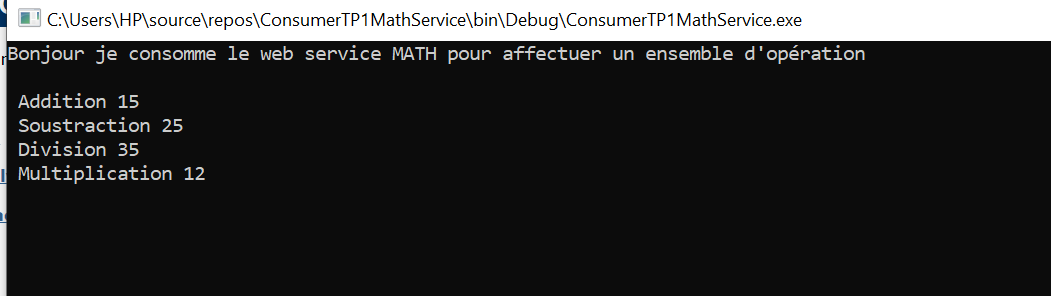 C:\Users\HP\source\repos\ConsumerTP1MathService\bin\Debug\ConsumerTP1MathService.exe
Bonjour je consomme le web service MATH pour affectuer un ensemble d'opération
Addition 15
Soustraction 25
Division 35
Multiplication 12